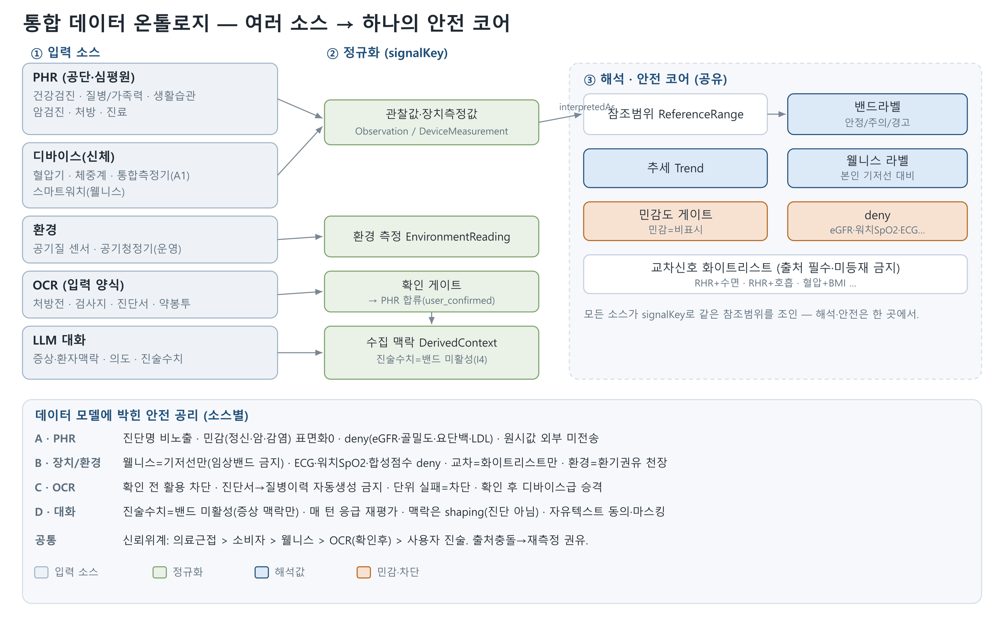 통합 데이터 온톨로지 — 여러 소스 → 하나의 안전 코어
① 입력 소스
PHR (공단·심평원)
건강검진 · 질병/가족력 · 생활습관
암검진 · 처방 · 진료
디바이스(신체)
혈압기 · 체중계 · 통합측정기(A1)
스마트워치(웰니스)
환경
공기질 센서 · 공기청정기(운영)
OCR (입력 양식)
처방전 · 검사지 · 진단서 · 약봉투
LLM 대화
증상·환자맥락 · 의도 · 진술수치
② 정규화 (signalKey)
관찰값·장치측정값
Observation / DeviceMeasurement
환경 측정 EnvironmentReading
확인 게이트
→ PHR 합류(user_confirmed)
수집 맥락 DerivedContext
진술수치=밴드 미활성(I4)
interpretedAs
③ 해석 · 안전 코어 (공유)
참조범위 ReferenceRange
밴드라벨
안정/주의/경고
추세 Trend
웰니스 라벨
본인 기저선 대비
민감도 게이트
민감=비표시
deny
eGFR·워치SpO2·ECG...
교차신호 화이트리스트 (출처 필수·미등재 금지)
RHR+수면 · RHR+호흡 · 혈압+BMI ...
모든 소스가 signalKey로 같은 참조범위를 조인 — 해석·안전은 한 곳에서.
데이터 모델에 박힌 안전 공리 (소스별)
A · PHR 진단명 비노출 · 민감(정신·암·감염) 표면화0 · deny(eGFR·골밀도·요단백·LDL) · 원시값 외부 미전송
B · 장치/환경 웰니스=기저선만(임상밴드 금지) · ECG·워치SpO2·합성점수 deny · 교차=화이트리스트만 · 환경=환기권유 천장
C · OCR 확인 전 활용 차단 · 진단서→질병이력 자동생성 금지 · 단위 실패=차단 · 확인 후 디바이스급 승격
D · 대화 진술수치=밴드 미활성(증상 맥락만) · 매 턴 응급 재평가 · 맥락은 shaping(진단 아님) · 자유텍스트 동의·마스킹
공통 신뢰위계: 의료근접 > 소비자 > 웰니스 > OCR(확인후) > 사용자 진술. 출처충돌→재측정 권유.
입력 소스 정규화 해석값 민감·차단